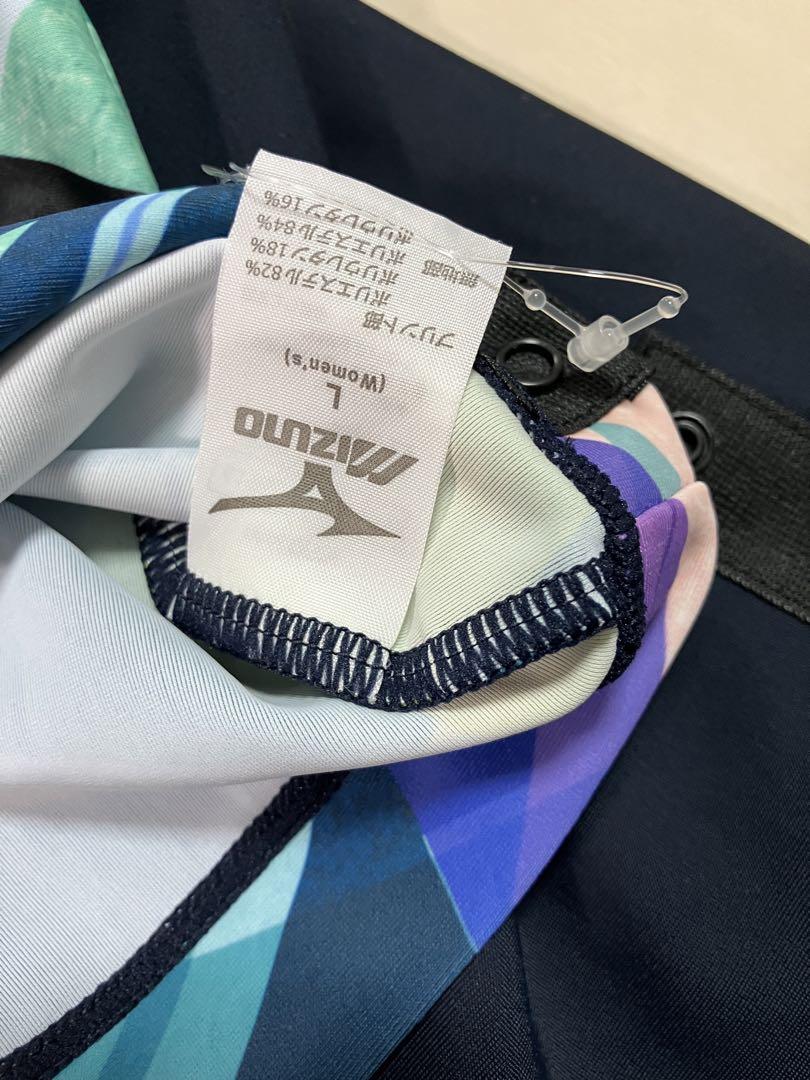 MIZUNO
L
(Women's)
プリント部
ポリエステル82%
ポリウレタン18%
無地部
ポリエステル84%
ポリウレタン16%